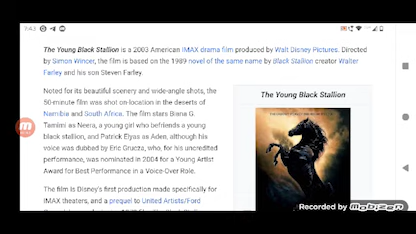 The Young Black Stallion is a 2003 American IMAX drama film produced by Walt Disney Pictures. Directed
by Simon Wincer, the film is based on the 1989 novel of the same name by Black Stallion creator Walter
Farley and his son Steven Farley.
Noted for its beautiful scenery and wide-angle shots, the
50-minute film was shot on-location in the deserts of
Namibia and South Africa. The film stars Biana G.
Tamimi as Neera, a young girl who befriends a young
black stallion, and Patrick Elyas as Aden, although his
voice was dubbed by Eric Grucza, who, for his uncredited
performance, was nominated in 2004 for a Young Artist
Award for Best Performance in a Voice-Over Role.
The film is Disney's first production made specifically for
IMAX theaters, and a prequel to United Artists/Ford
The Young Black Stallion
Recorded by Mobizen